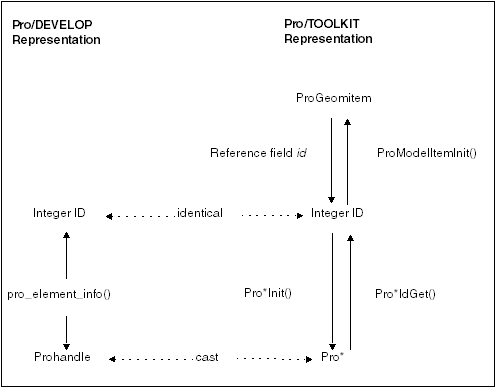 Pro/DEVELOP
Representation
Pro/TOOLKIT
Representation
ProGeomitem
Reference field id
ProModelItemInit()
Integer ID
identical
Integer ID
pro_element_info()
Pro*Init()
Pro*IdGet()
Prohandle
cast
Pro*